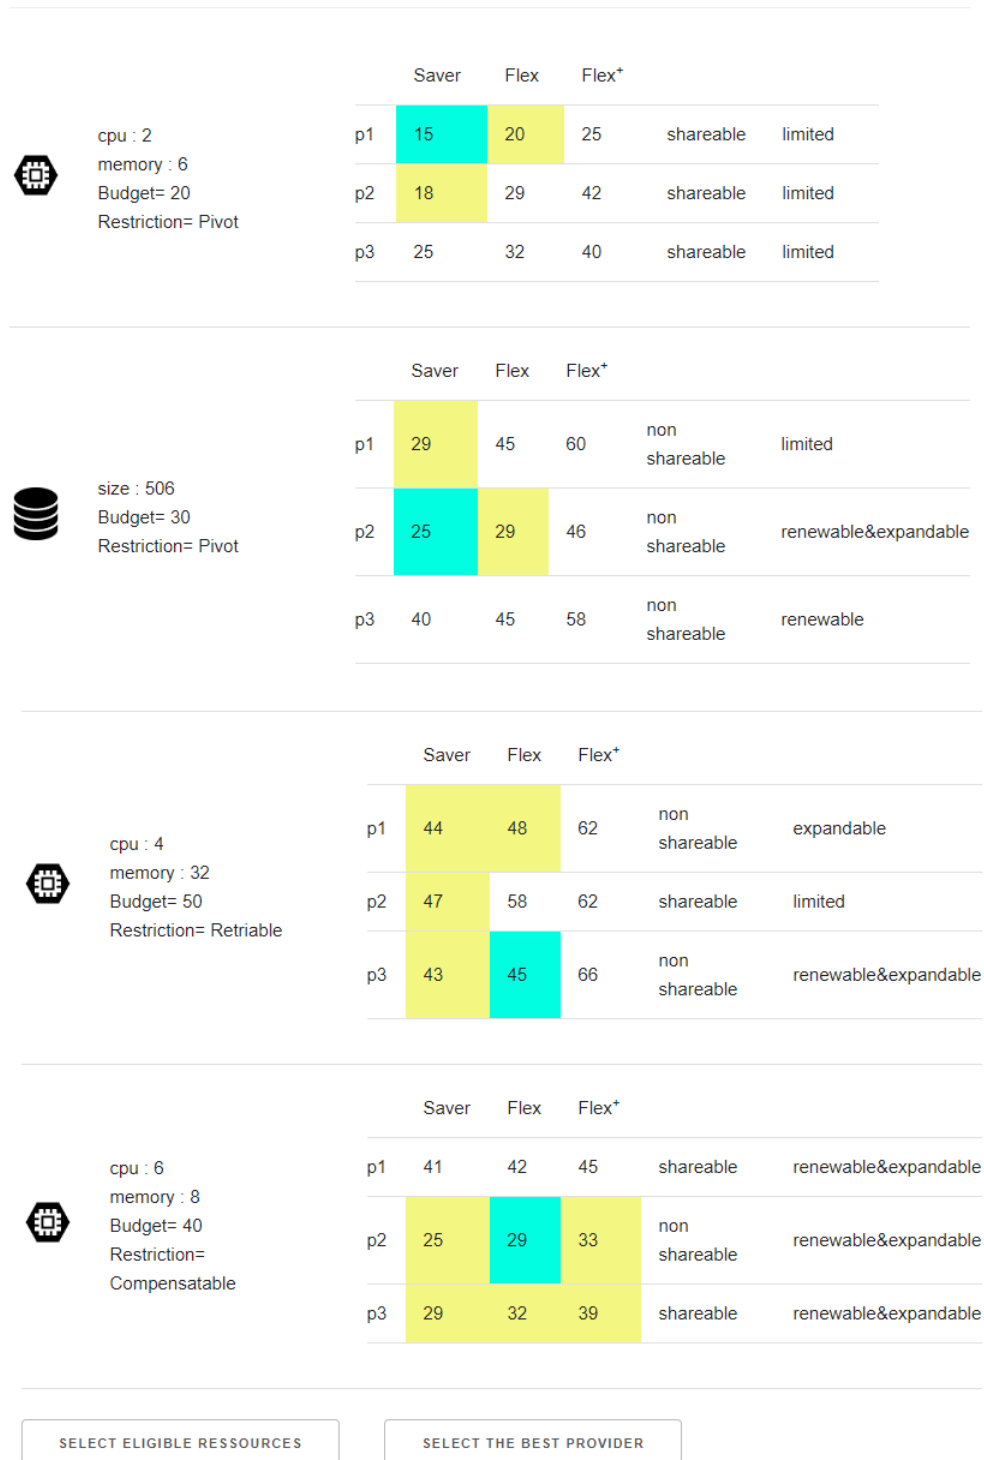 Saver Flex Flex+
cpu : 2
memory : 6
Budget= 20
Restriction= Pivot
p1 15 20 25 shareable limited
p2 18 29 42 shareable limited
p3 25 32 40 shareable limited
Saver Flex Flex+
size : 506
Budget= 30
Restriction= Pivot
p1 29 45 60 non shareable limited
p2 25 29 46 non shareable renewable&expandable
p3 40 45 58 non shareable renewable
Saver Flex Flex+
cpu : 4
memory : 32
Budget= 50
Restriction= Retriable
p1 44 48 62 non shareable expandable
p2 47 58 62 shareable limited
p3 43 45 66 non shareable renewable&expandable
Saver Flex Flex+
cpu : 6
memory : 8
Budget= 40
Restriction=
Compensatable
p1 41 42 45 shareable renewable&expandable
p2 25 29 33 non shareable renewable&expandable
p3 29 32 39 shareable renewable&expandable
SELECT ELIGIBLE RESSOURCES SELECT THE BEST PROVIDER